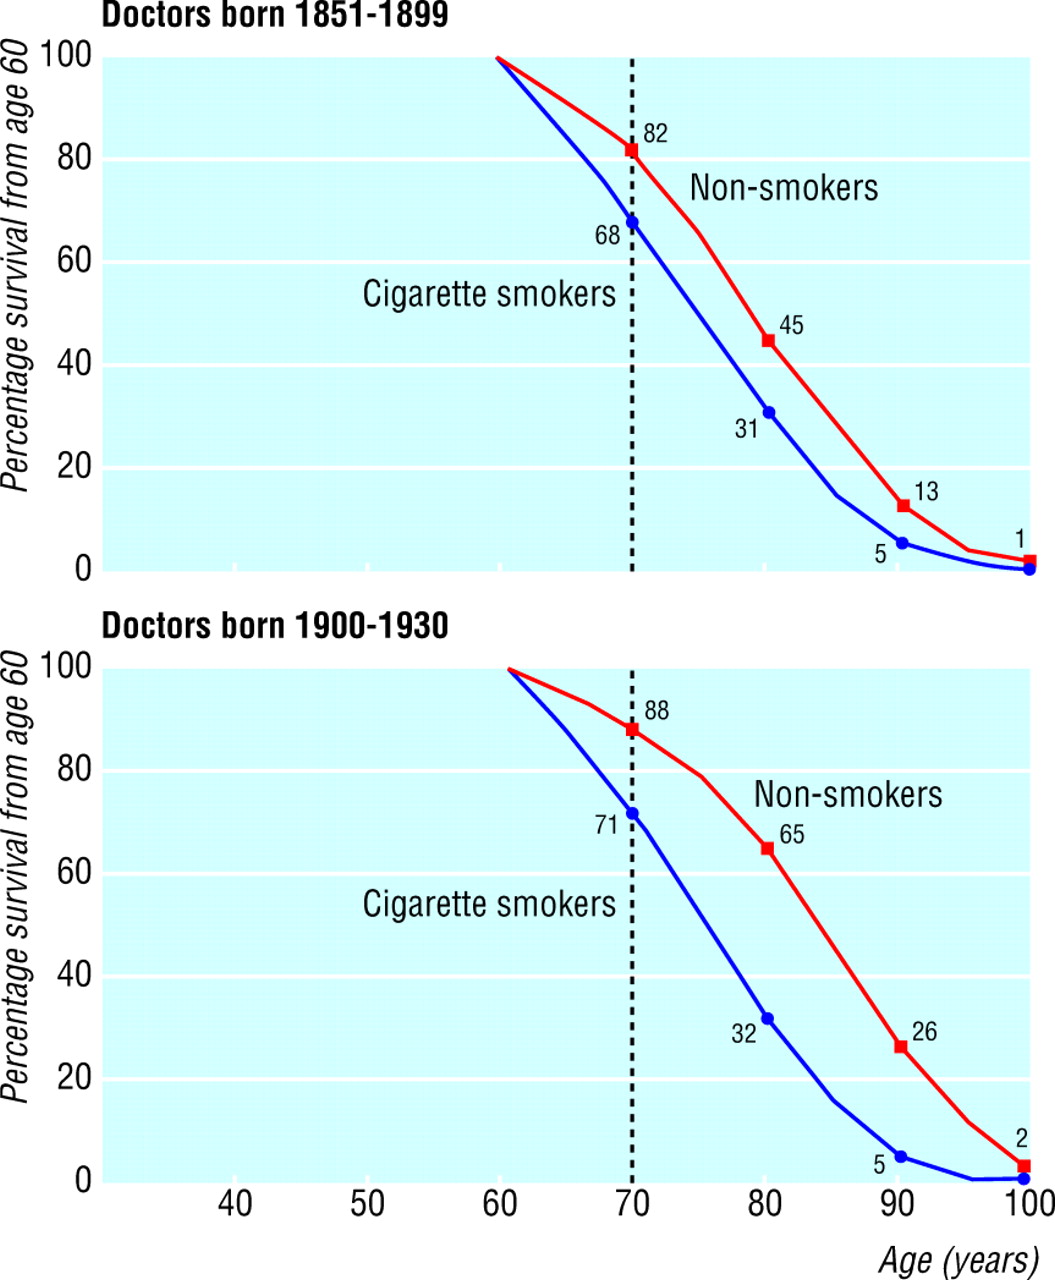 Doctors born 1851-1899
Percentage survival from age 60
100
80
60
40
20
0
82
Non-smokers
68
Cigarette smokers
45
31
13
5
1
Doctors born 1900-1930
Percentage survival from age 60
100
80
60
40
20
0
88
Non-smokers
71
65
Cigarette smokers
32
26
5
2
40 50 60 70 80 90 100
Age (years)